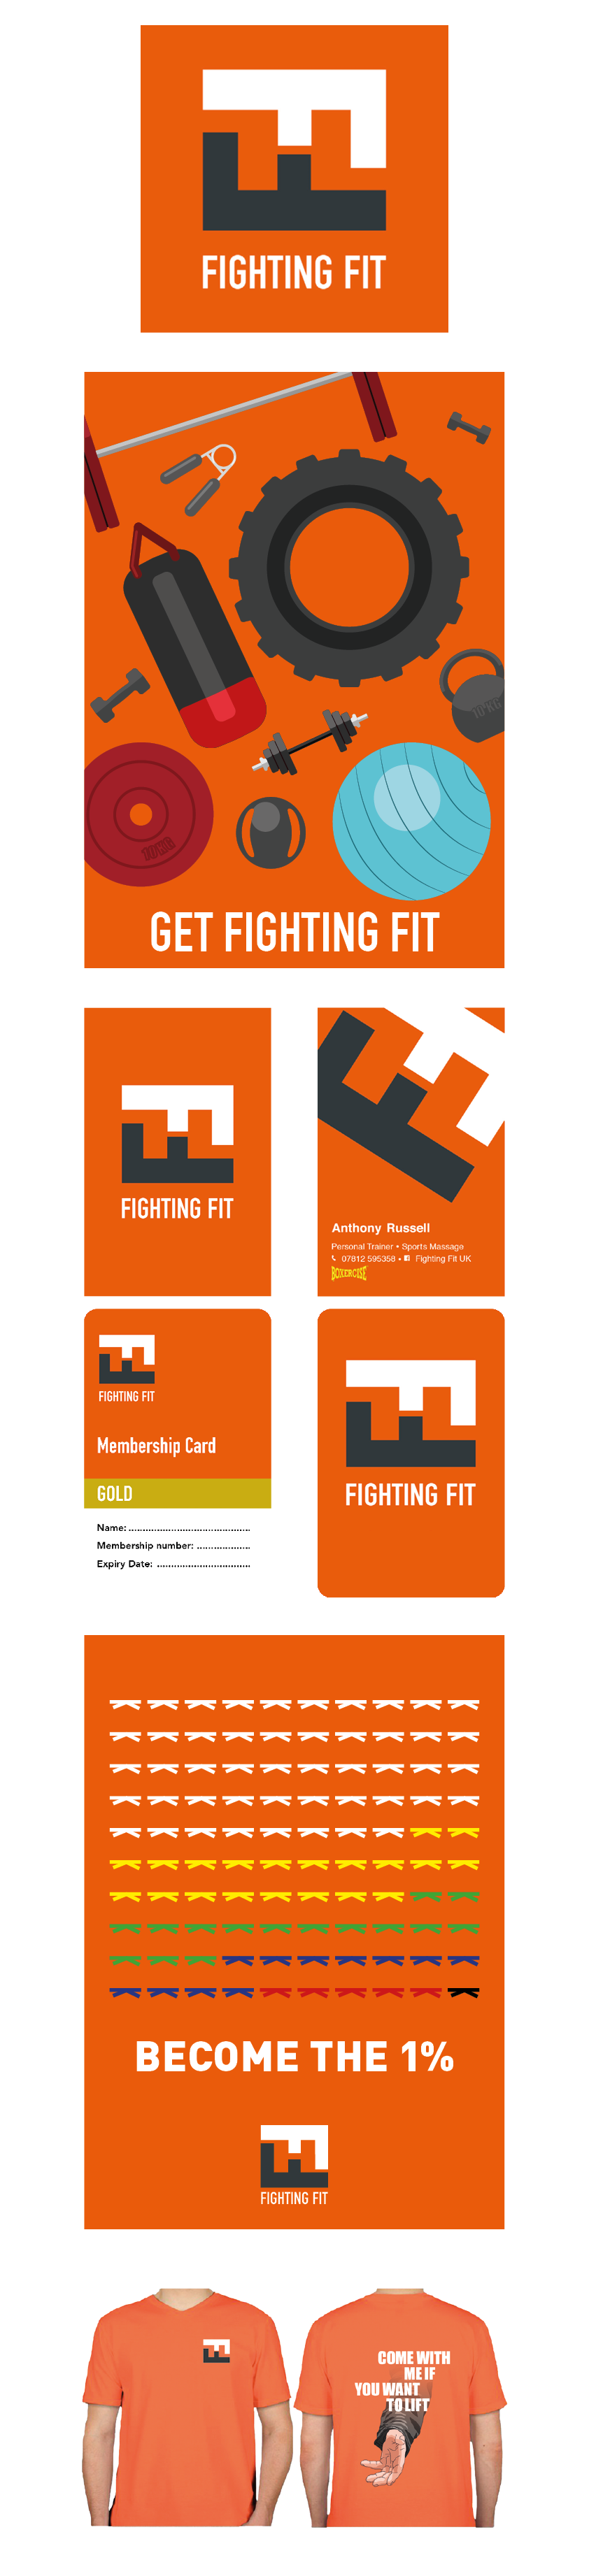 FIGHTING FIT
10KG
10KG
GET FIGHTING FIT
FIGHTING FIT
Anthony Russell
Personal Trainer • Sports Massage
07812 595358 • Fighting Fit UK
BOXERCISE
FIGHTING FIT
Membership Card
GOLD
Name: ..........................................
Membership number: ...................
Expiry Date: ................................
FIGHTING FIT
BECOME THE 1%
FIGHTING FIT
COME WITH
ME IF
YOU WANT
TO LIFT